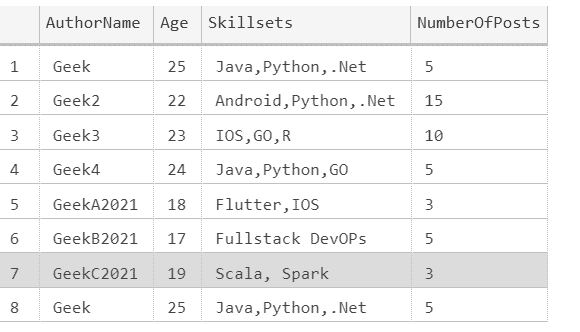 AuthorName Age Skillsets NumberOfPosts
1 Geek 25 Java,Python,.Net 5
2 Geek2 22 Android,Python,.Net 15
3 Geek3 23 IOS,GO,R 10
4 Geek4 24 Java,Python,GO 5
5 GeekA2021 18 Flutter,IOS 3
6 GeekB2021 17 Fullstack DevOPs 5
7 GeekC2021 19 Scala, Spark 3
8 Geek 25 Java,Python,.Net 5